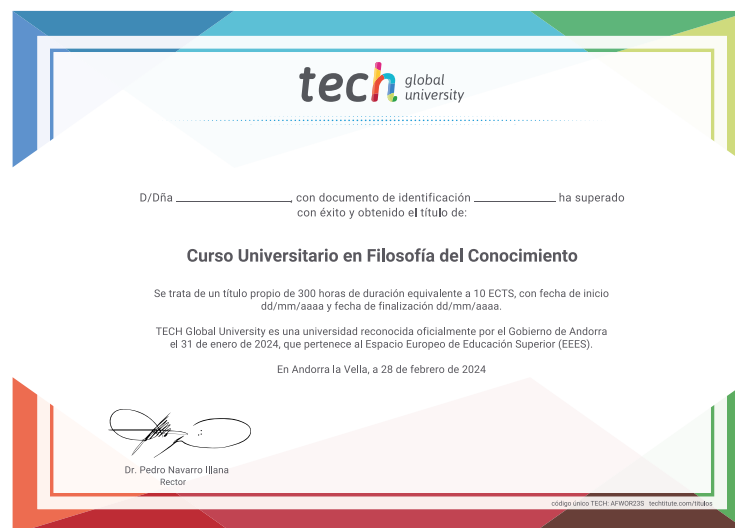 tech global university
D/Dña ____________________, con documento de identificación ______________ ha superado
con éxito y obtenido el título de:
Curso Universitario en Filosofía del Conocimiento
Se trata de un título propio de 300 horas de duración equivalente a 10 ECTS, con fecha de inicio
dd/mm/aaaa y fecha de finalización dd/mm/aaaa.
TECH Global University es una universidad reconocida oficialmente por el Gobierno de Andorra
el 31 de enero de 2024, que pertenece al Espacio Europeo de Educación Superior (EEES).
En Andorra la Vella, a 28 de febrero de 2024
Dr. Pedro Navarro Illana
Rector
código único TECH: AFWOR23S techtitute.com/titulos